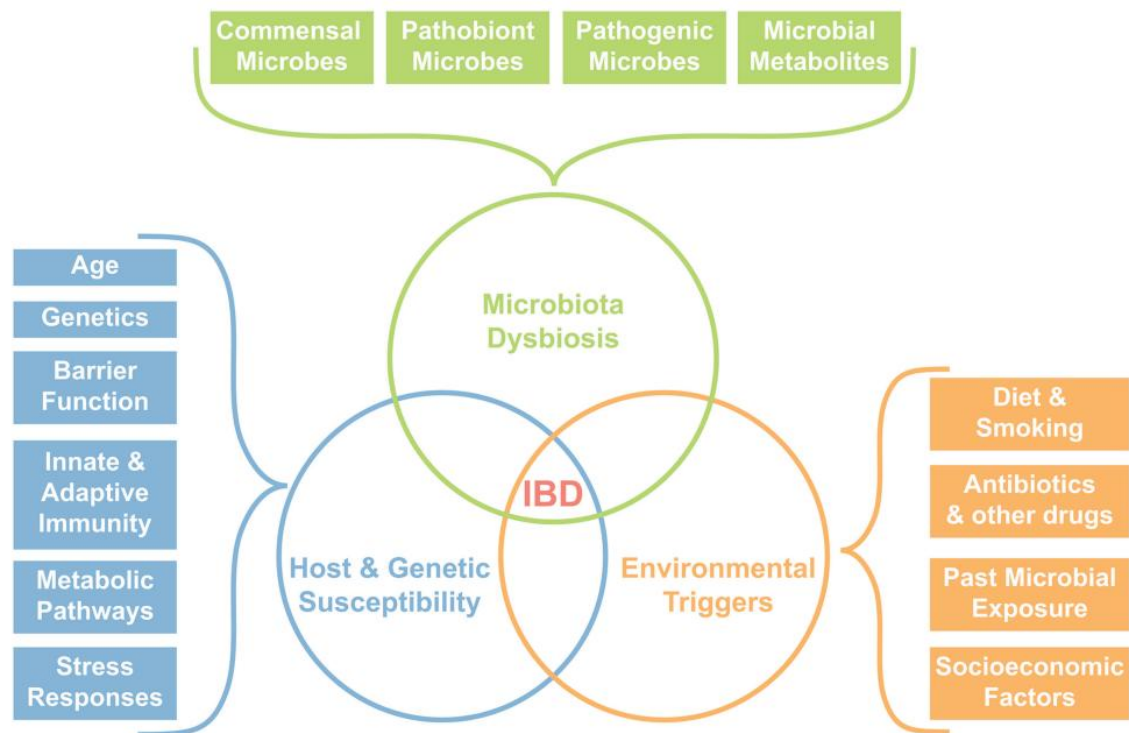 Commensal
Microbes
Pathobiont
Microbes
Pathogenic
Microbes
Microbial
Metabolites
Microbiota
Dysbiosis
Age
Genetics
Barrier
Function
Innate &
Adaptive
Immunity
Metabolic
Pathways
Stress
Responses
IBD
Host & Genetic
Susceptibility
Environmental
Triggers
Diet &
Smoking
Antibiotics
& other drugs
Past Microbial
Exposure
Socioeconomic
Factors